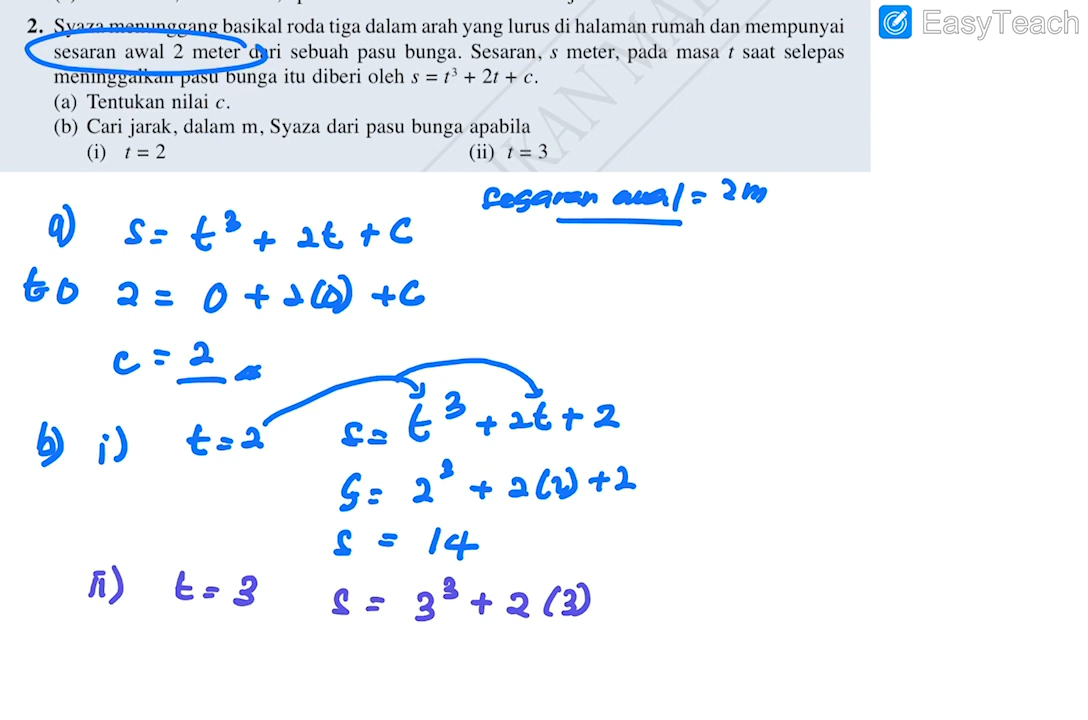 2. Syaza menunggang basikal roda tiga dalam arah yang lurus di halaman rumah dan mempunyai
sesaran awal 2 meter dari sebuah pasu bunga. Sesaran, s meter, pada masa t saat selepas
meninggalkan pasu bunga itu diberi oleh s = t³ + 2t + c.
(a) Tentukan nilai c.
(b) Cari jarak, dalam m, Syaza dari pasu bunga apabila
(i) t = 2 (ii) t = 3
EasyTeach
sesaran awal = 2m
a) s = t³ + 2t + c
t=0 2 = 0 + 2(0) + c
c = 2
b) i) t = 2 s = t³ + 2t + 2
s = 2³ + 2(2) + 2
s = 14
ii) t = 3 s = 3³ + 2(3)